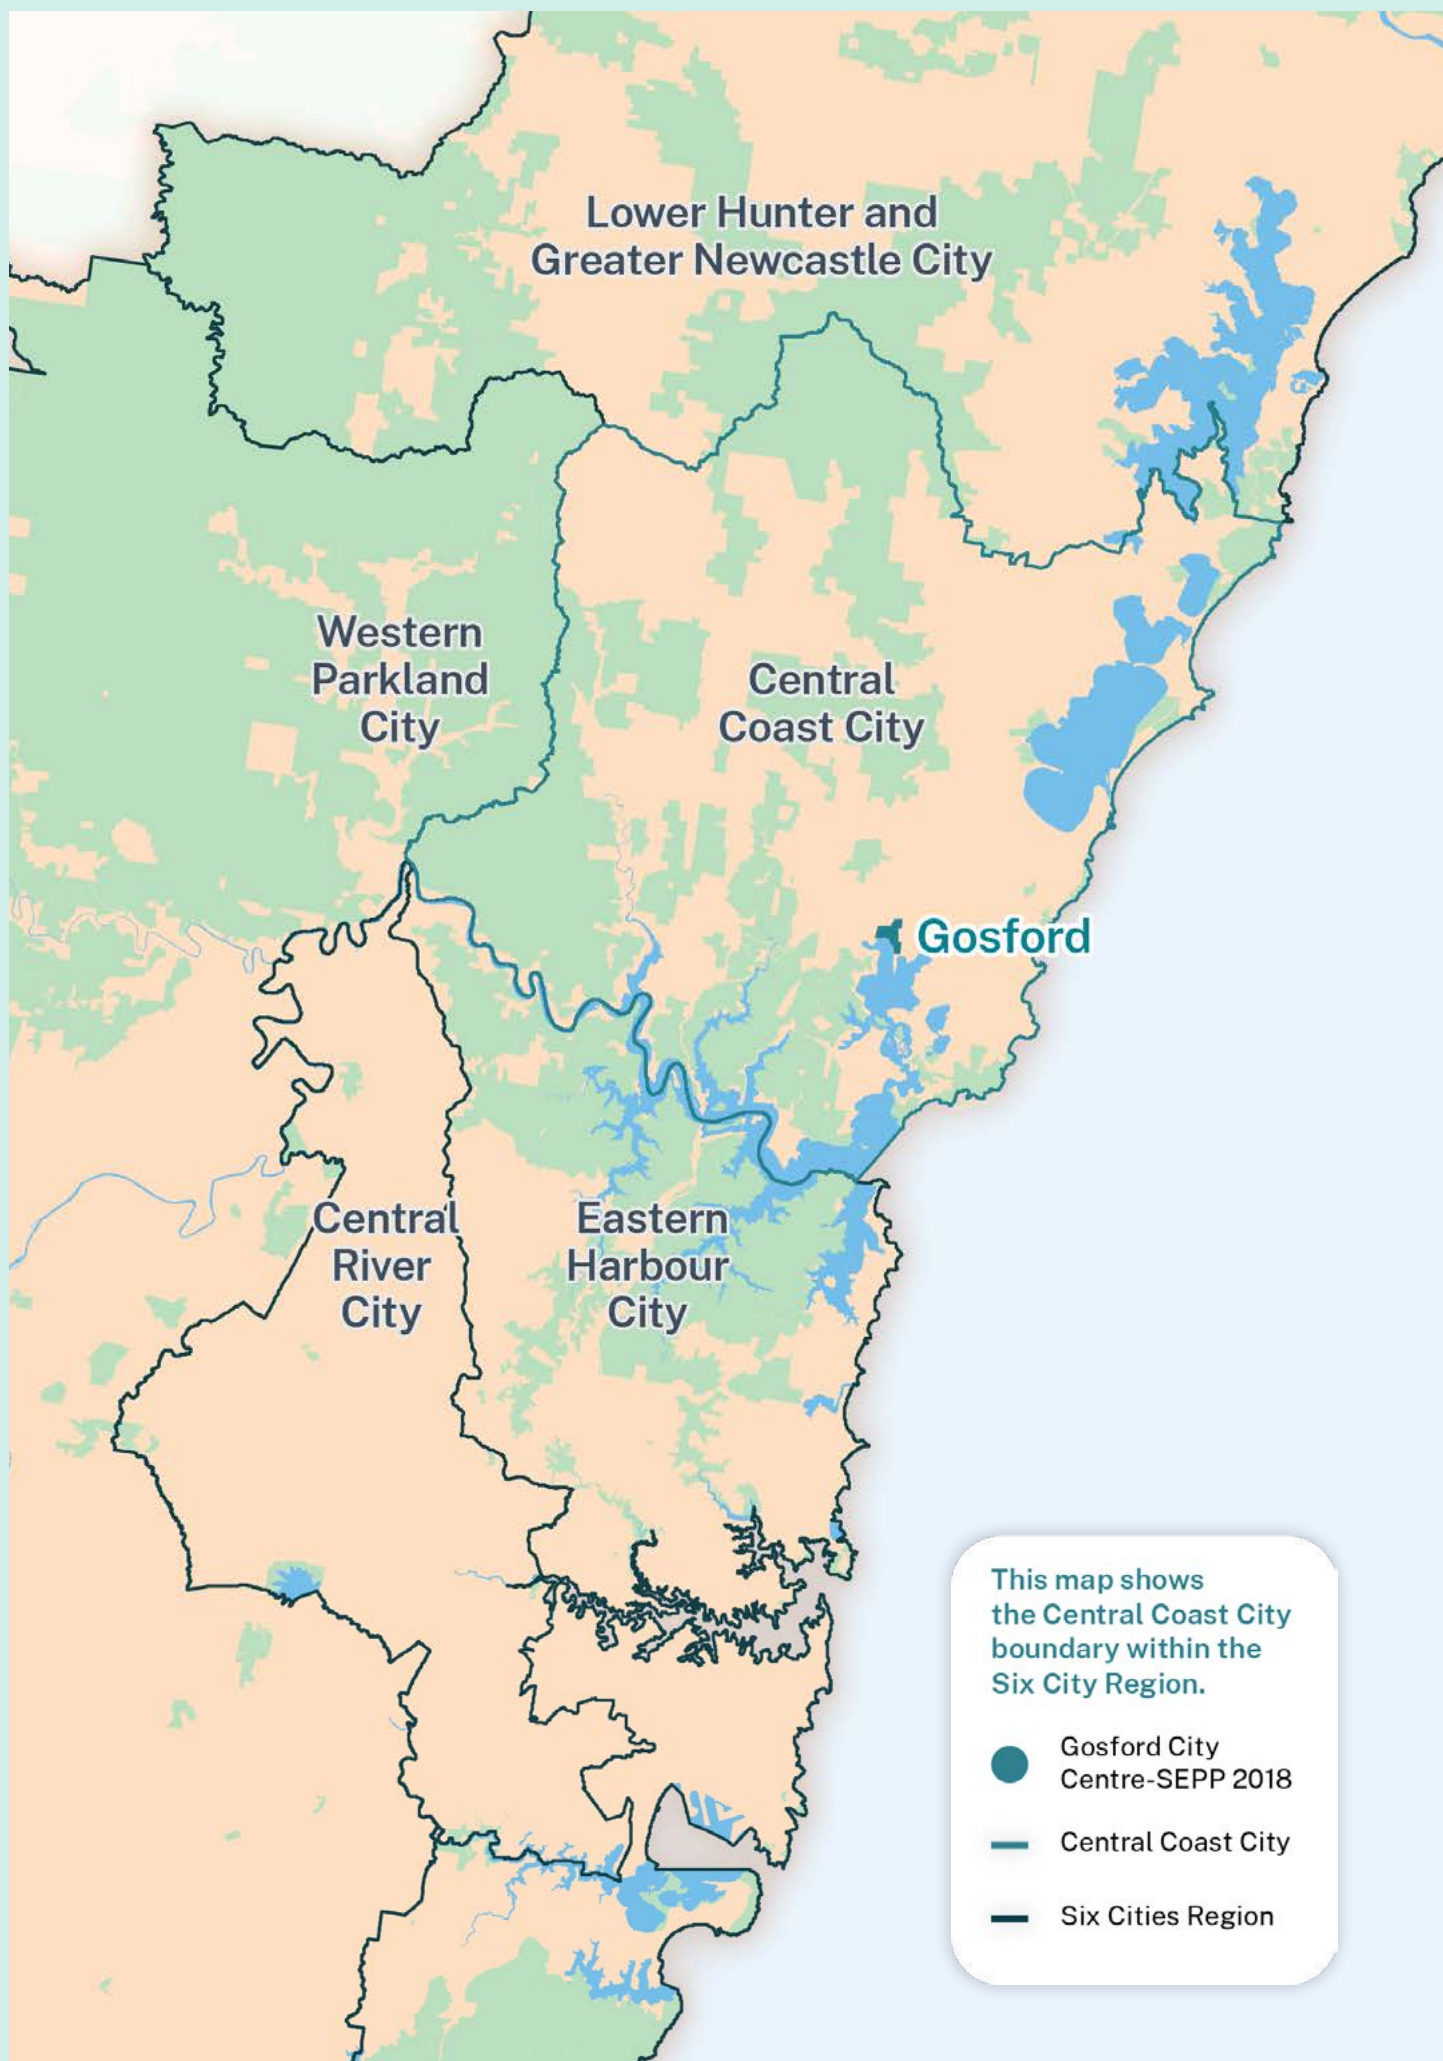 Lower Hunter and
Greater Newcastle City
Western
Parkland
City
Central
Coast City
Gosford
Central
River
City
Eastern
Harbour
City
This map shows
the Central Coast City
boundary within the
Six City Region.
Gosford City
Centre-SEPP 2018
Central Coast City
Six Cities Region